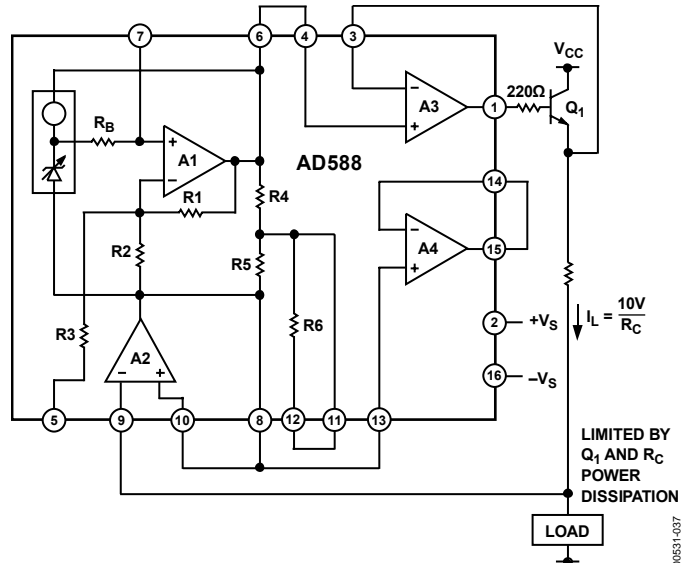 7
6
4
3
VCC
RB
+
A1
−
R1
R4
AD588
−
A3
+
1
220Ω
Q1
R2
R5
R3
R6
−
A4
+
14
15
IL = 10V
RC
A2
− +
2
+VS
16
−VS
5
9
10
8
12
11
13
LIMITED BY
Q1 AND RC
POWER
DISSIPATION
LOAD
00531-037